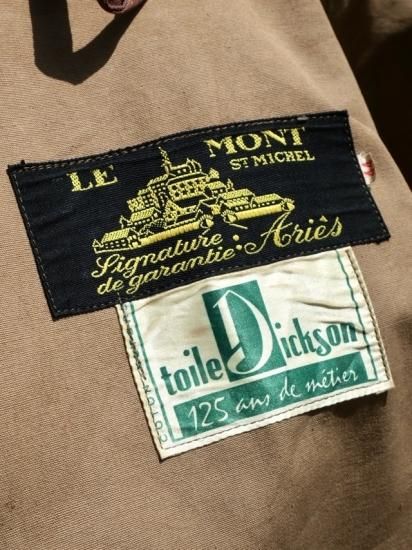 LE MONT
ST MICHEL
Signature
de garantie: Ariès
toile Dickson
125 ans de métier